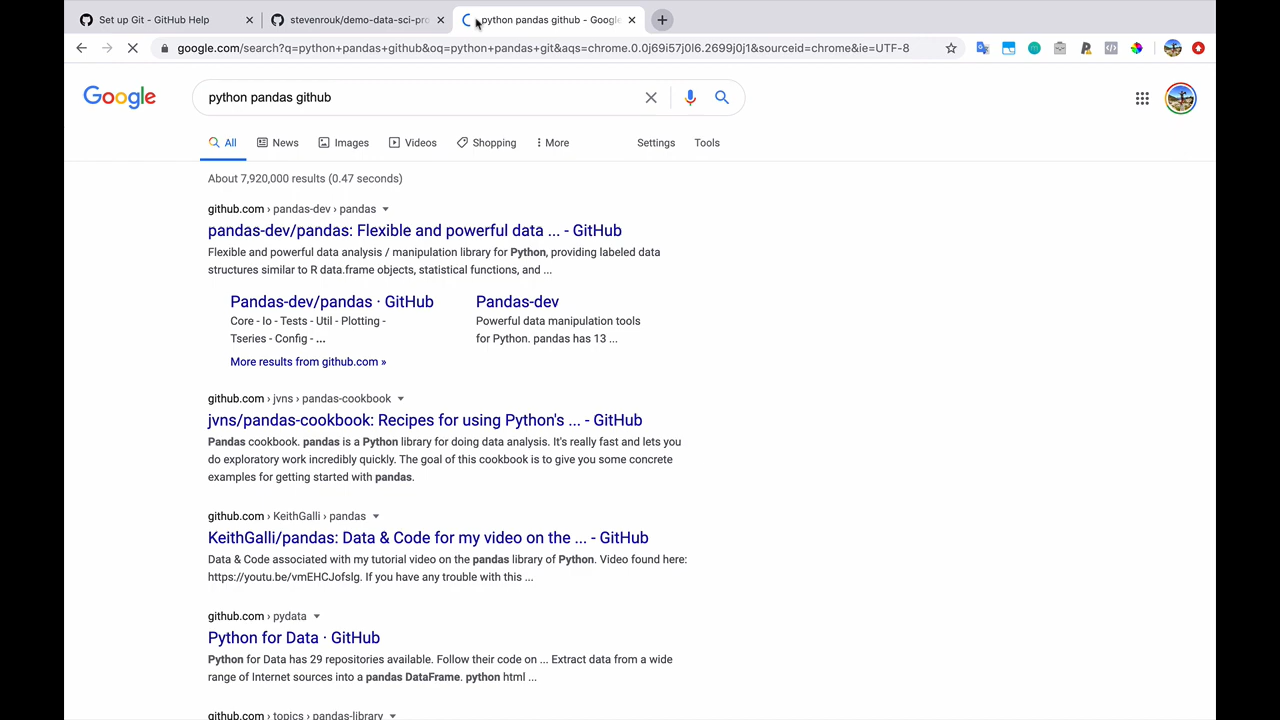 Set up Git - GitHub Help
stevenrouk/demo-data-sci-pro
python pandas github - Google
google.com/search?q=python+pandas+github&oq=python+pandas+git&aqs=chrome.0.0j69i57j0l6.2699j0j1&sourceid=chrome&ie=UTF-8
Google
python pandas github
All News Images Videos Shopping More Settings Tools
About 7,920,000 results (0.47 seconds)
github.com › pandas-dev › pandas
pandas-dev/pandas: Flexible and powerful data ... - GitHub
Flexible and powerful data analysis / manipulation library for Python, providing labeled data
structures similar to R data.frame objects, statistical functions, and ...
Pandas-dev/pandas · GitHub
Core - Io - Tests - Util - Plotting -
Tseries - Config - ...
Pandas-dev
Powerful data manipulation tools
for Python. pandas has 13 ...
More results from github.com »
github.com › jvns › pandas-cookbook
jvns/pandas-cookbook: Recipes for using Python's ... - GitHub
Pandas cookbook. pandas is a Python library for doing data analysis. It's really fast and lets you
do exploratory work incredibly quickly. The goal of this cookbook is to give you some concrete
examples for getting started with pandas.
github.com › KeithGalli › pandas
KeithGalli/pandas: Data & Code for my video on the ... - GitHub
Data & Code associated with my tutorial video on the pandas library of Python. Video found here:
https://youtu.be/vmEHCJofslg. If you have any trouble with this ...
github.com › pydata
Python for Data · GitHub
Python for Data has 29 repositories available. Follow their code on ... Extract data from a wide
range of Internet sources into a pandas DataFrame. python html ...
github.com › topics › pandas-library